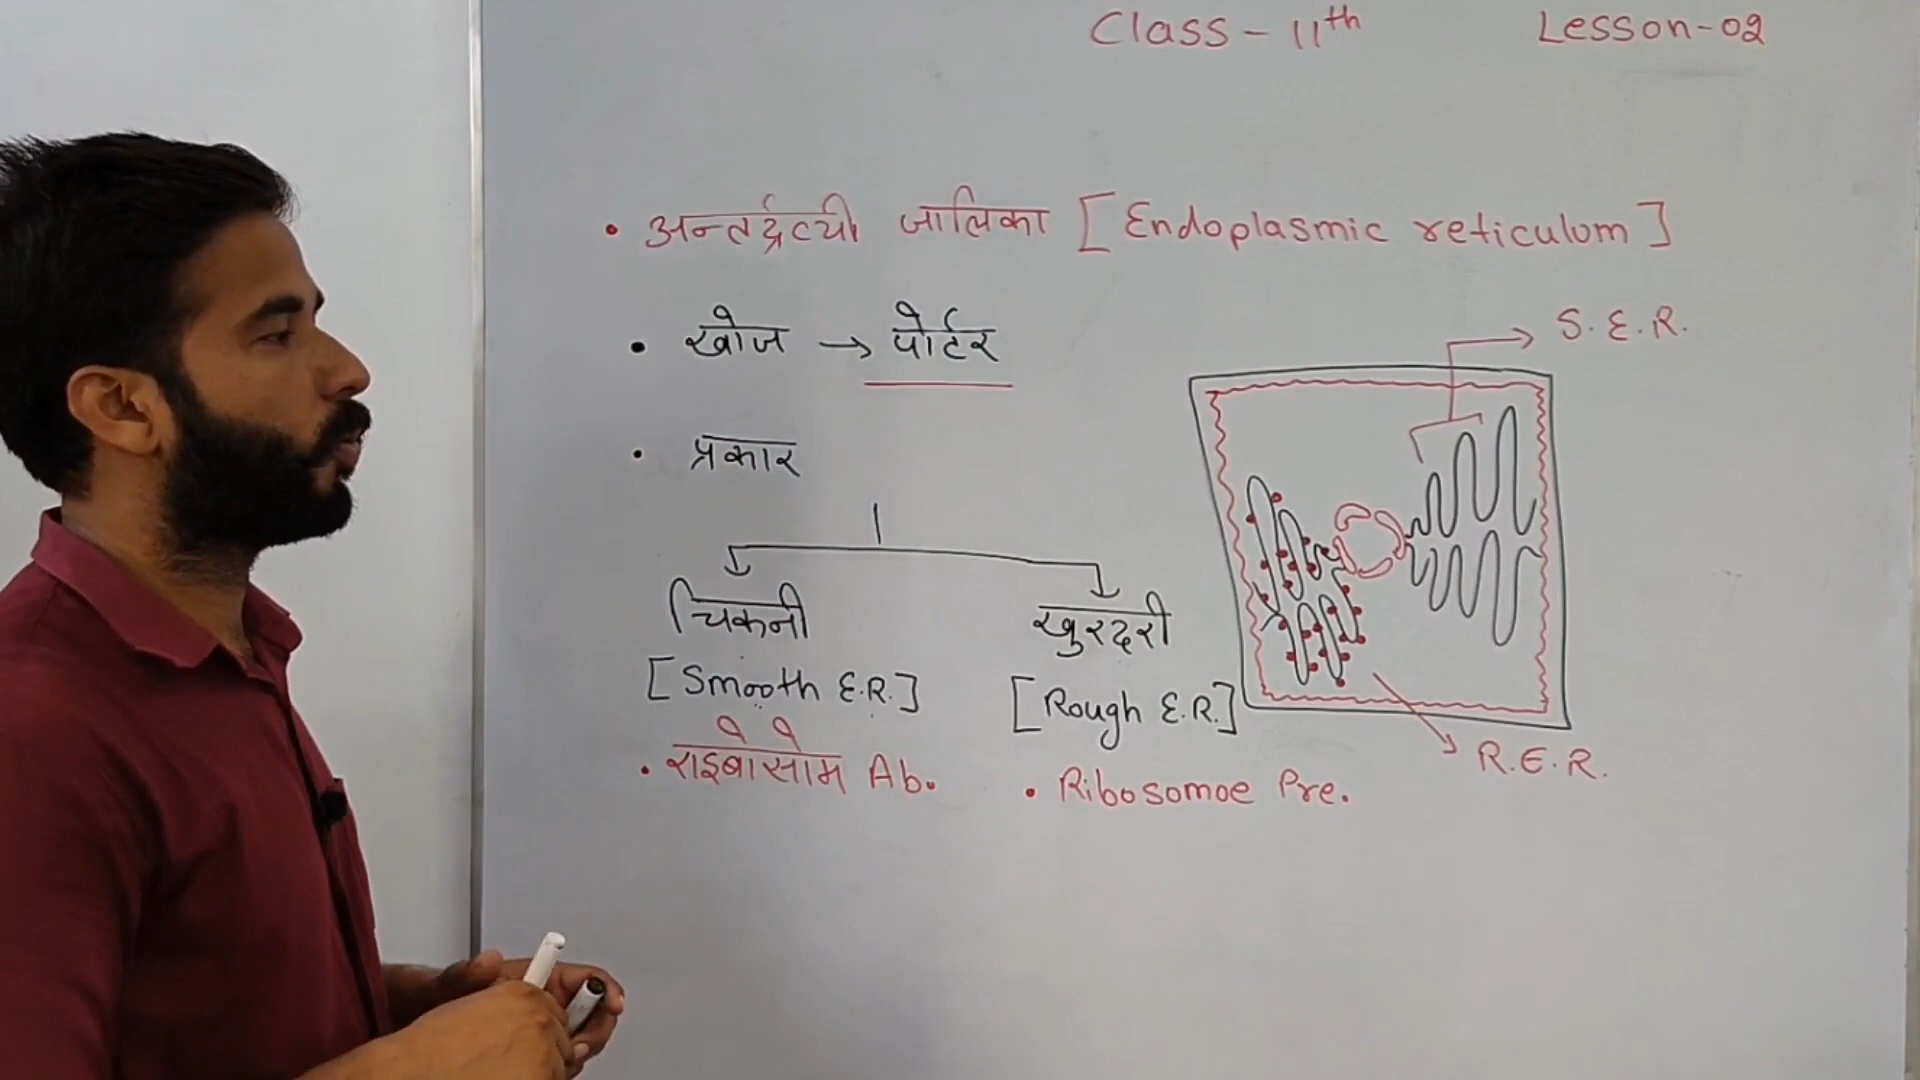 Class - 11th Lesson-02
• अन्तर्द्रव्यी जालिका [Endoplasmic reticulum]
• खोज → पोर्टर
S.E.R.
• प्रकार
चिकनी खुरदरी
[Smooth E.R.] [Rough E.R.]
• राइबोसोम Ab. • Ribosomoe Pre.
R.E.R.